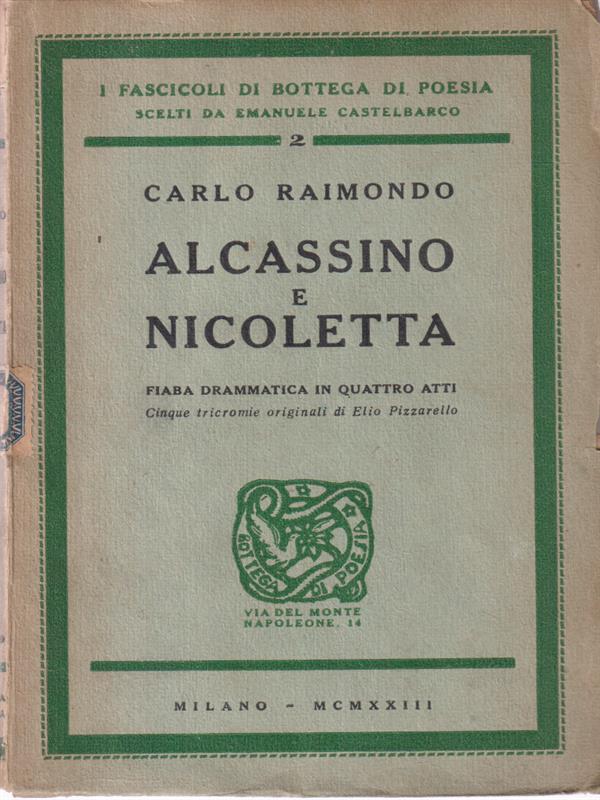 I FASCICOLI DI BOTTEGA DI POESIA
SCELTI DA EMANUELE CASTELBARCO
2
CARLO RAIMONDO
ALCASSINO
E
NICOLETTA
FIABA DRAMMATICA IN QUATTRO ATTI
Cinque tricromie originali di Elio Pizzarello
BOTTEGA DI POESIA
VIA DEL MONTE
NAPOLEONE, 14
MILANO - MCMXXIII